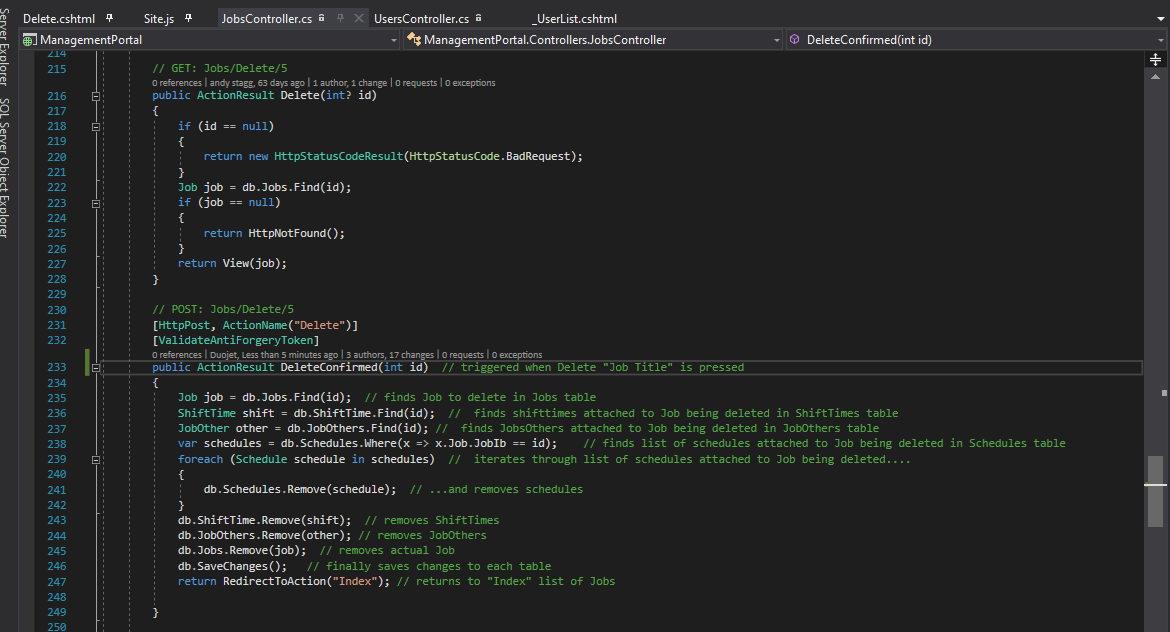 Delete.cshtml Site.js JobsController.cs UsersController.cs _UserList.cshtml
ManagementPortal ManagementPortal.Controllers.JobsController DeleteConfirmed(int id)
Server Explorer
SQL Server Object Explorer
214
215 // GET: Jobs/Delete/5
0 references | andy stagg, 63 days ago | 1 author, 1 change | 0 requests | 0 exceptions
216 public ActionResult Delete(int? id)
217 {
218 if (id == null)
219 {
220 return new HttpStatusCodeResult(HttpStatusCode.BadRequest);
221 }
222 Job job = db.Jobs.Find(id);
223 if (job == null)
224 {
225 return HttpNotFound();
226 }
227 return View(job);
228 }
229
230 // POST: Jobs/Delete/5
231 [HttpPost, ActionName("Delete")]
232 [ValidateAntiForgeryToken]
0 references | Duojet, Less than 5 minutes ago | 3 authors, 17 changes | 0 requests | 0 exceptions
233 public ActionResult DeleteConfirmed(int id) // triggered when Delete "Job Title" is pressed
234 {
235 Job job = db.Jobs.Find(id); // finds Job to delete in Jobs table
236 ShiftTime shift = db.ShiftTime.Find(id); // finds shifttimes attached to Job being deleted in ShiftTimes table
237 JobOther other = db.JobOthers.Find(id); // finds JobsOthers attached to Job being deleted in JobOthers table
238 var schedules = db.Schedules.Where(x => x.Job.JobIb == id); // finds list of schedules attached to Job being deleted in Schedules table
239 foreach (Schedule schedule in schedules) // iterates through list of schedules attached to Job being deleted....
240 {
241 db.Schedules.Remove(schedule); // ...and removes schedules
242 }
243 db.ShiftTime.Remove(shift); // removes ShiftTimes
244 db.JobOthers.Remove(other); // removes JobOthers
245 db.Jobs.Remove(job); // removes actual Job
246 db.SaveChanges(); // finally saves changes to each table
247 return RedirectToAction("Index"); // returns to "Index" list of Jobs
248
249 }
250